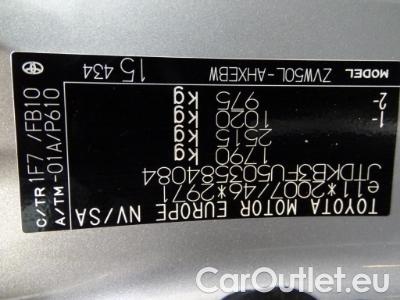 TOYOTA MOTOR EUROPE NV/SA
e11*2007/46*2971
JTDKB3FU503584084
1790 Kg
2515 Kg
1- 1020 Kg
2- 975 Kg
MODEL ZVW50L-AHXEBW
15 434
C/TR 1F7 /FB10
A/TM -01A/P610
CarOutlet.eu